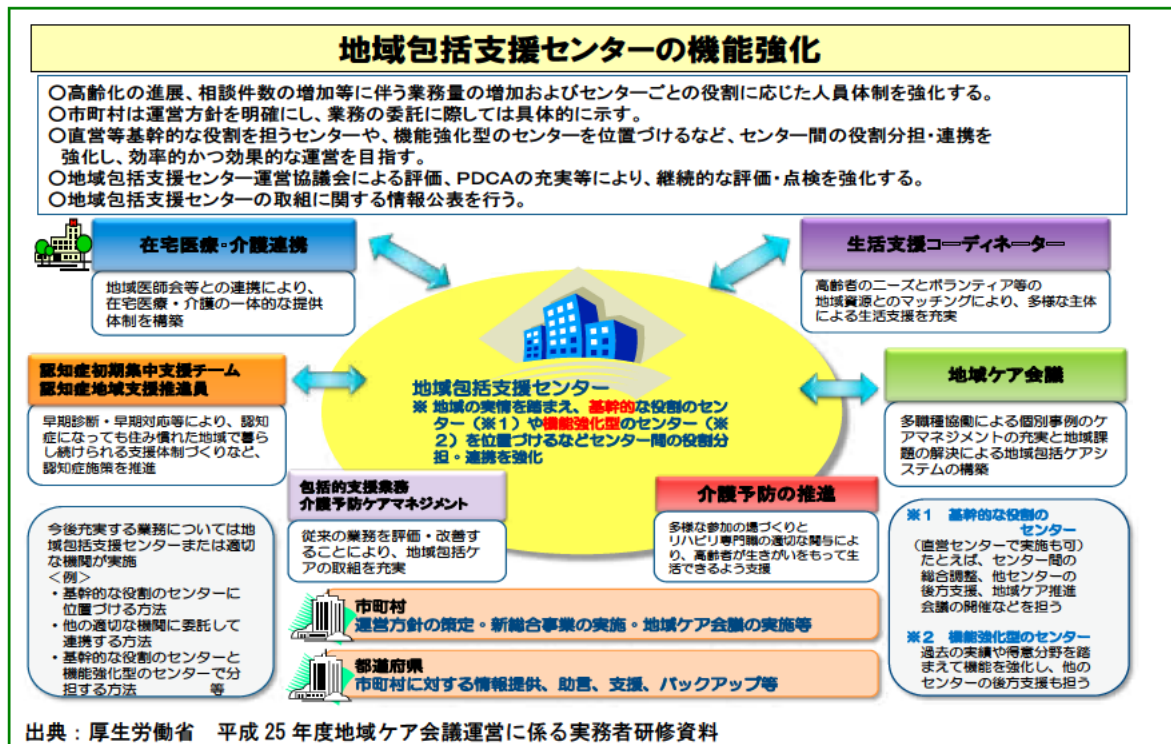 地域包括支援センターの機能強化
○高齢化の進展、相談件数の増加等に伴う業務量の増加およびセンターごとの役割に応じた人員体制を強化する。
○市町村は運営方針を明確にし、業務の委託に際しては具体的に示す。
○直営等基幹的な役割を担うセンターや、機能強化型のセンターを位置づけるなど、センター間の役割分担・連携を
強化し、効率的かつ効果的な運営を目指す。
○地域包括支援センター運営協議会による評価、PDCAの充実等により、継続的な評価・点検を強化する。
○地域包括支援センターの取組に関する情報公表を行う。
在宅医療・介護連携
地域医師会等との連携により、
在宅医療・介護の一体的な提供
体制を構築
生活支援コーディネーター
高齢者のニーズとボランティア等の
地域資源とのマッチングにより、多様な主体
による生活支援を充実
認知症初期集中支援チーム
認知症地域支援推進員
早期診断・早期対応等により、認知
症になっても住み慣れた地域で暮ら
し続けられる支援体制づくりなど、
認知症施策を推進
地域包括支援センター
※ 地域の実情を踏まえ、基幹的な役割のセン
ター(※1)や機能強化型のセンター(※
2)を位置づけるなどセンター間の役割分
担・連携を強化
地域ケア会議
多職種協働による個別事例のケ
アマネジメントの充実と地域課
題の解決による地域包括ケアシ
ステムの構築
包括的支援業務
介護予防ケアマネジメント
従来の業務を評価・改善す
ることにより、地域包括ケ
アの取組を充実
介護予防の推進
多様な参加の場づくりと
リハビリ専門職の適切な関与によ
り、高齢者が生きがいをもって生
活できるよう支援
今後充実する業務については地
域包括支援センターまたは適切
な機関が実施
<例>
・基幹的な役割のセンターに
位置づける方法
・他の適切な機関に委託して
連携する方法
・基幹的な役割のセンターと
機能強化型のセンターで分
担する方法 等
※1 基幹的な役割の
センター
(直営センターで実施も可)
たとえば、センター間の
総合調整、他センターの
後方支援、地域ケア推進
会議の開催などを担う
※2 機能強化型のセンター
過去の実績や得意分野を踏
まえて機能を強化し、他の
センターの後方支援も担う
市町村
運営方針の策定・新総合事業の実施・地域ケア会議の実施等
都道府県
市町村に対する情報提供、助言、支援、バックアップ等
出典:厚生労働省 平成25年度地域ケア会議運営に係る実務者研修資料